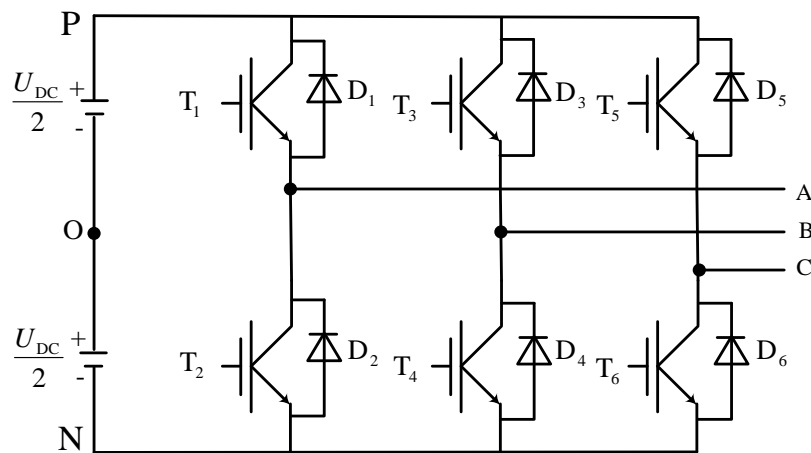 P
U_DC/2
+
-
T₁
D₁
T₃
D₃
T₅
D₅
A
O
B
C
U_DC/2
+
-
T₂
D₂
T₄
D₄
T₆
D₆
N